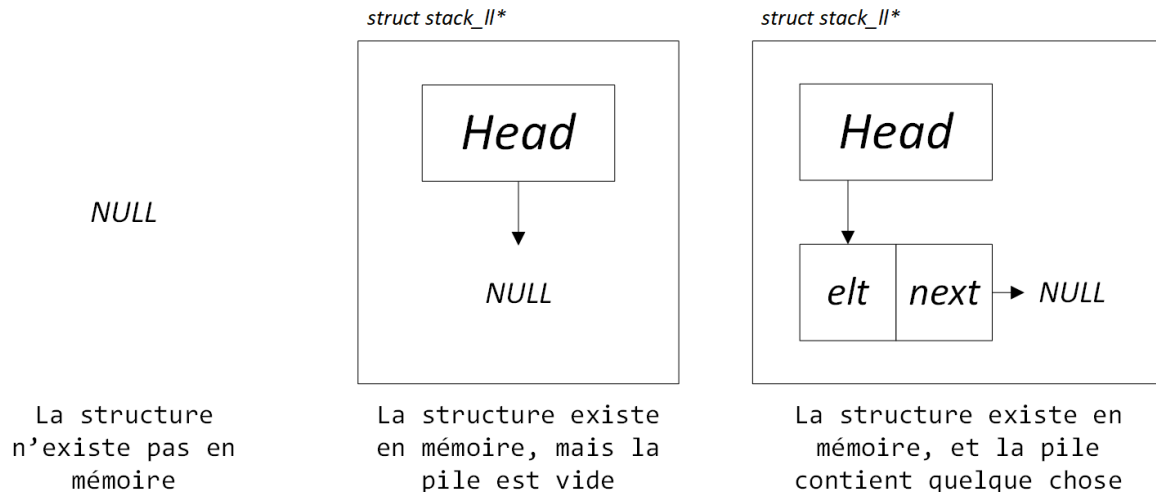 NULL
La structure
n’existe pas en
mémoire
struct stack_ll*
Head
NULL
La structure existe
en mémoire, mais la
pile est vide
struct stack_ll*
Head
elt next NULL
La structure existe en
mémoire, et la pile
contient quelque chose